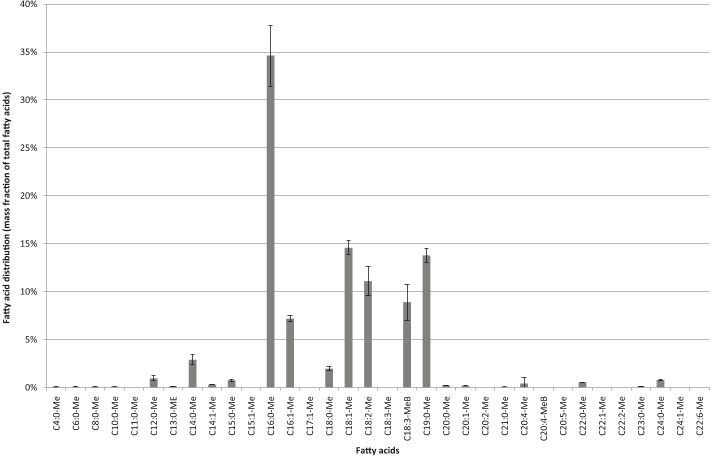 Fatty acid distribution (mass fraction of total fatty acids)
40%
35%
30%
25%
20%
15%
10%
5%
0%
C4:0-Me
C6:0-Me
C8:0-Me
C10:0-Me
C11:0-Me
C12:0-Me
C13:0-ME
C14:0-Me
C14:1-Me
C15:0-Me
C15:1-Me
C16:0-Me
C16:1-Me
C17:1-Me
C18:0-Me
C18:1-Me
C18:2-Me
C18:3-Me
C18:3-MeB
C19:0-Me
C20:0-Me
C20:1-Me
C20:2-Me
C21:0-Me
C20:4-Me
C20:4-MeB
C20:5-Me
C22:0-Me
C22:1-Me
C22:2-Me
C23:0-Me
C24:0-Me
C24:1-Me
C22:6-Me
Fatty acids